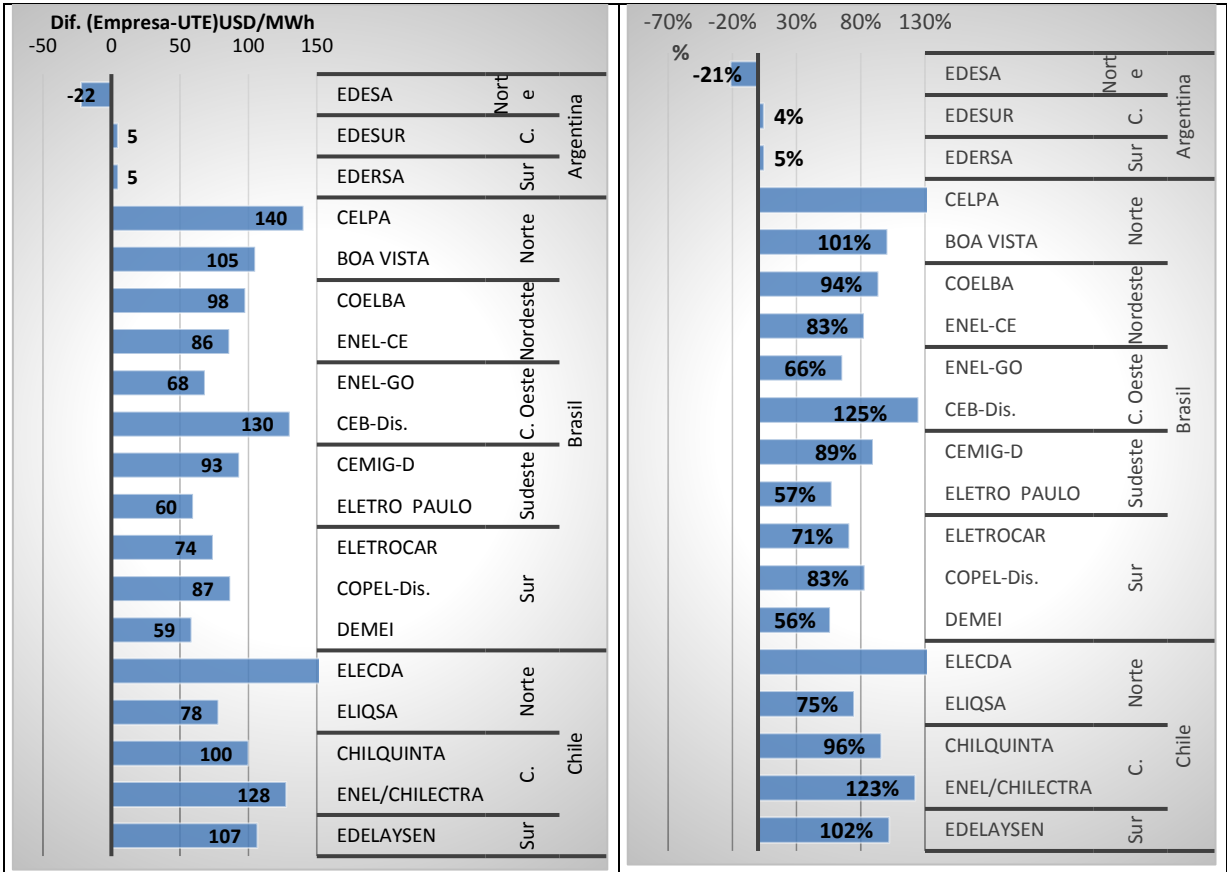 Dif. (Empresa-UTE)USD/MWh
-50 0 50 100 150
-22 EDESA Norte Argentina
5 EDESUR C.
5 EDERSA Sur
140 CELPA Norte Brasil
105 BOA VISTA
98 COELBA Nordeste
86 ENEL-CE
68 ENEL-GO C. Oeste
130 CEB-Dis.
93 CEMIG-D Sudeste
60 ELETRO PAULO
74 ELETROCAR Sur
87 COPEL-Dis.
59 DEMEI
ELECDA Norte Chile
78 ELIQSA
100 CHILQUINTA C.
128 ENEL/CHILECTRA
107 EDELAYSEN Sur
-70% -20% 30% 80% 130%
%
-21% EDESA Norte Argentina
4% EDESUR C.
5% EDERSA Sur
CELPA Norte Brasil
101% BOA VISTA
94% COELBA Nordeste
83% ENEL-CE
66% ENEL-GO C. Oeste
125% CEB-Dis.
89% CEMIG-D Sudeste
57% ELETRO PAULO
71% ELETROCAR Sur
83% COPEL-Dis.
56% DEMEI
ELECDA Norte Chile
75% ELIQSA
96% CHILQUINTA C.
123% ENEL/CHILECTRA
102% EDELAYSEN Sur